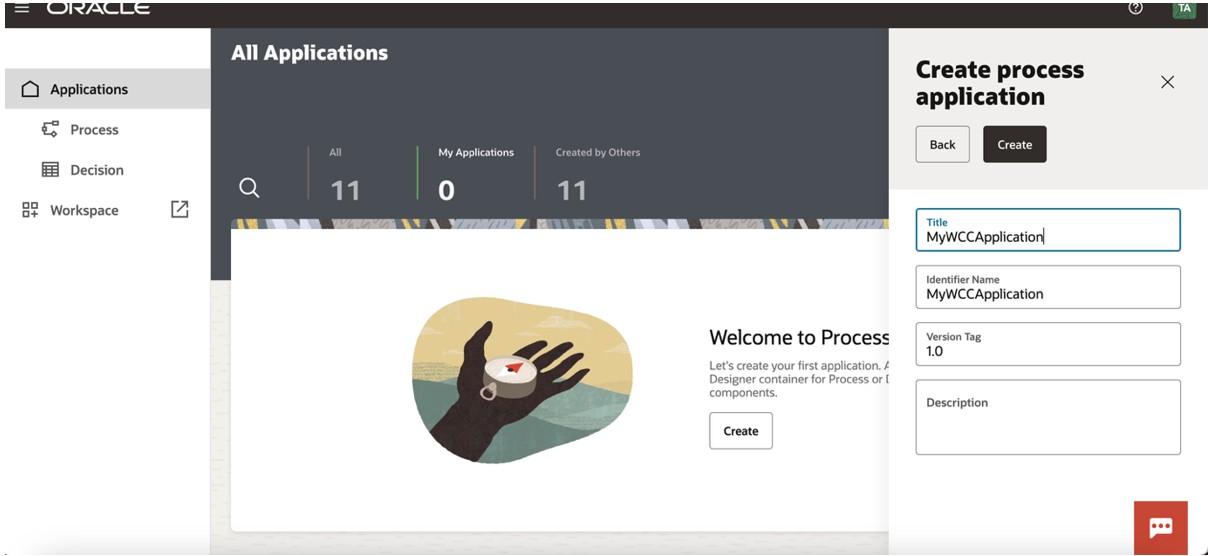 ORACLE
TA
Applications
Process
Decision
Workspace
All Applications
All
11
My Applications
0
Created by Others
11
Welcome to Process
Let's create your first application. A
Designer container for Process or D
components.
Create
Create process
application
Back
Create
Title
MyWCCApplication
Identifier Name
MyWCCApplication
Version Tag
1.0
Description